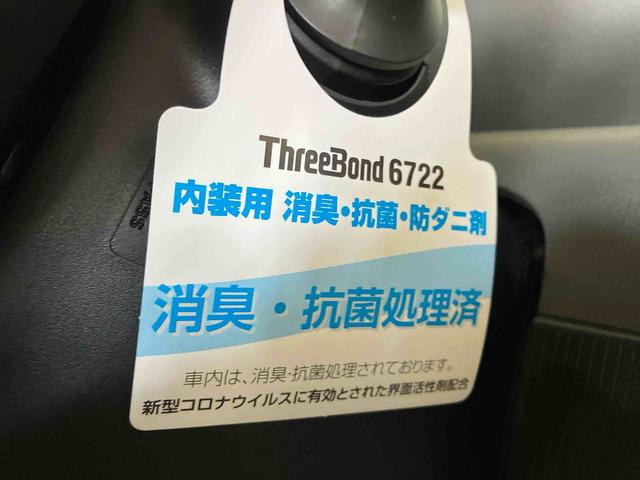 ThreeBond 6722
内装用 消臭・抗菌・防ダニ剤
消臭・抗菌処理済
車内は、消臭・抗菌処理されております。
新型コロナウイルスに有効とされた界面活性剤配合